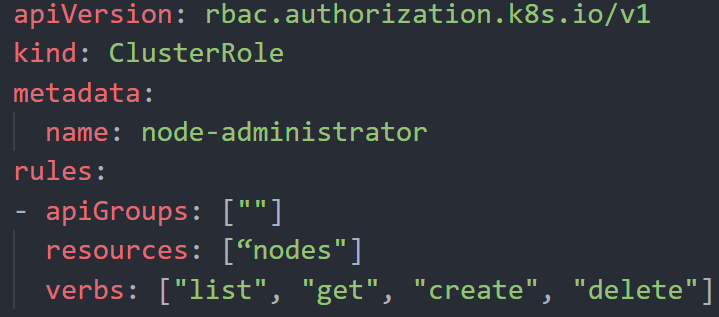 apiVersion: rbac.authorization.k8s.io/v1
kind: ClusterRole
metadata:
  name: node-administrator
rules:
- apiGroups: [""]
  resources: [“nodes"]
  verbs: ["list", "get", "create", "delete"]